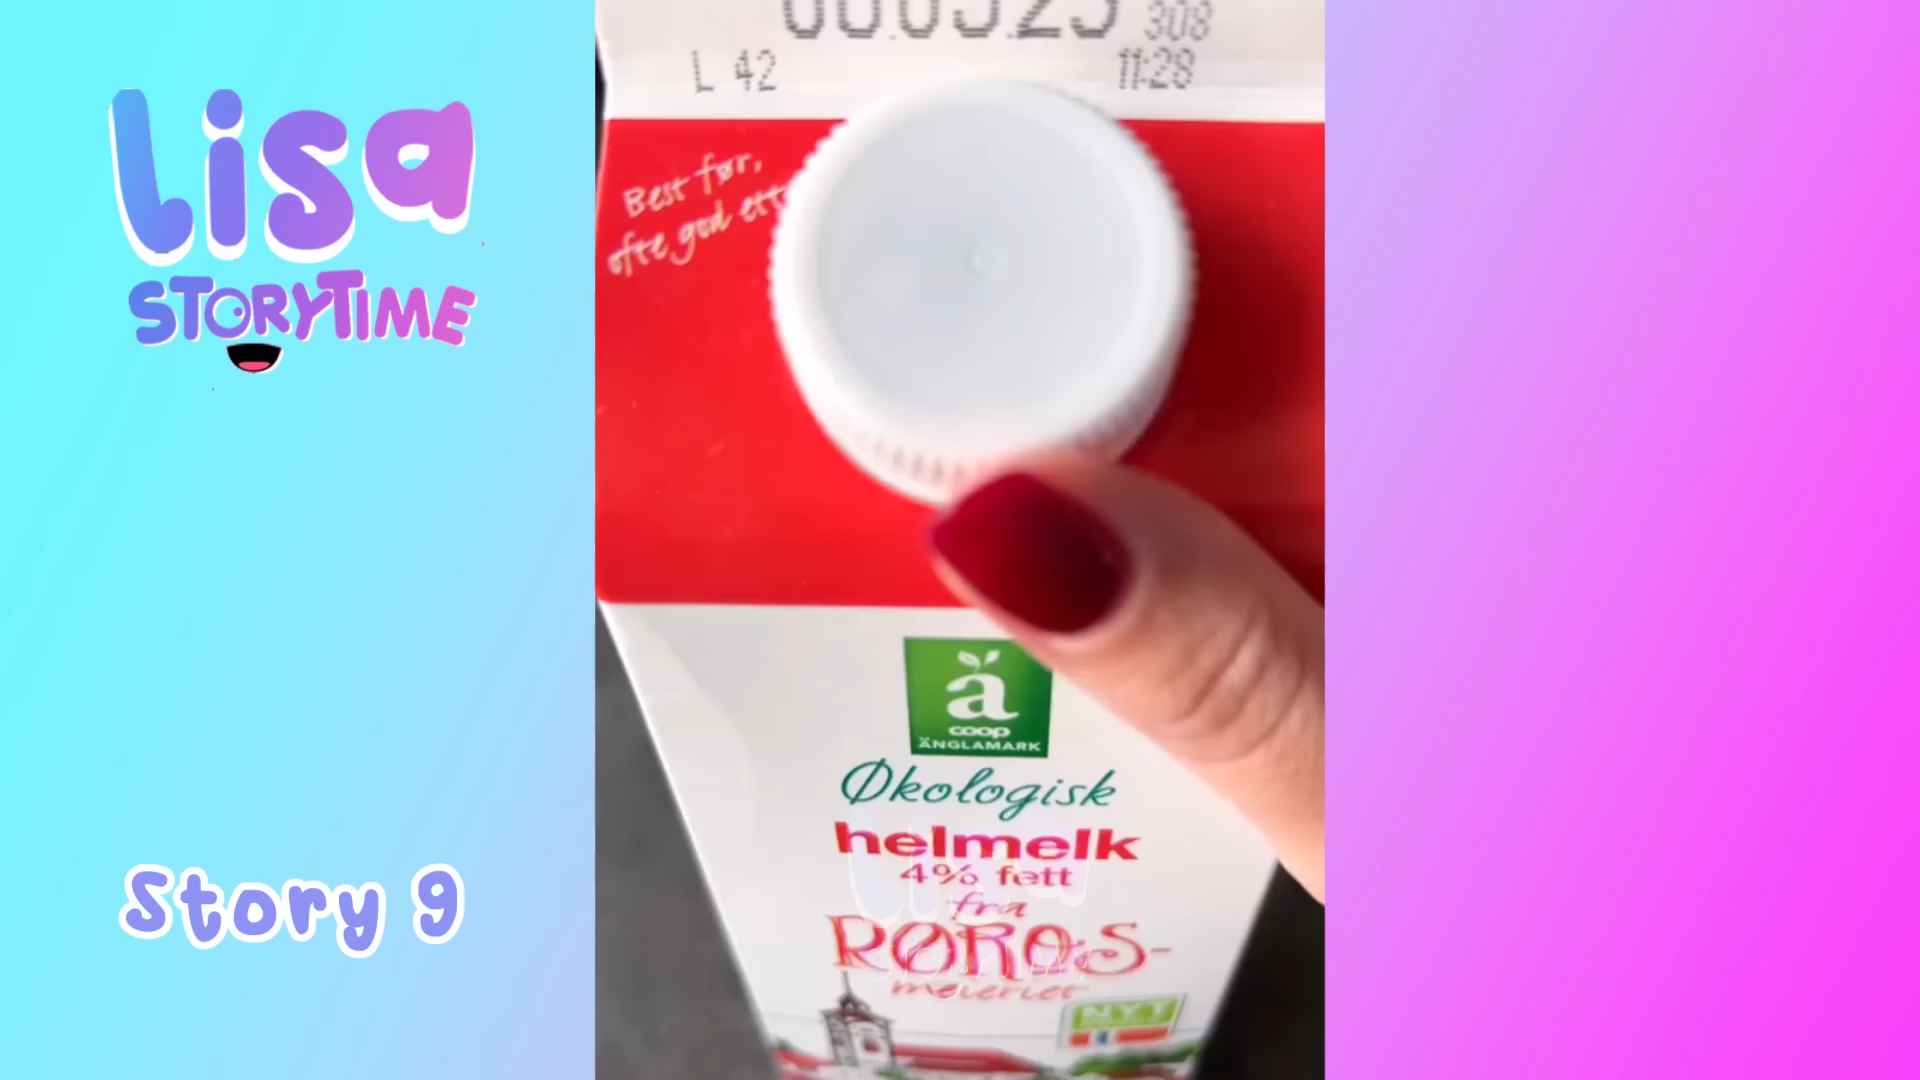 Lisa
STORYTIME
Story 9
308
L 42
11:28
Best før,
ofte god
a
coop
ÄNGLAMARK
Økologisk
helmelk
4% fett
fra
RØROS-
meieriet
NYT